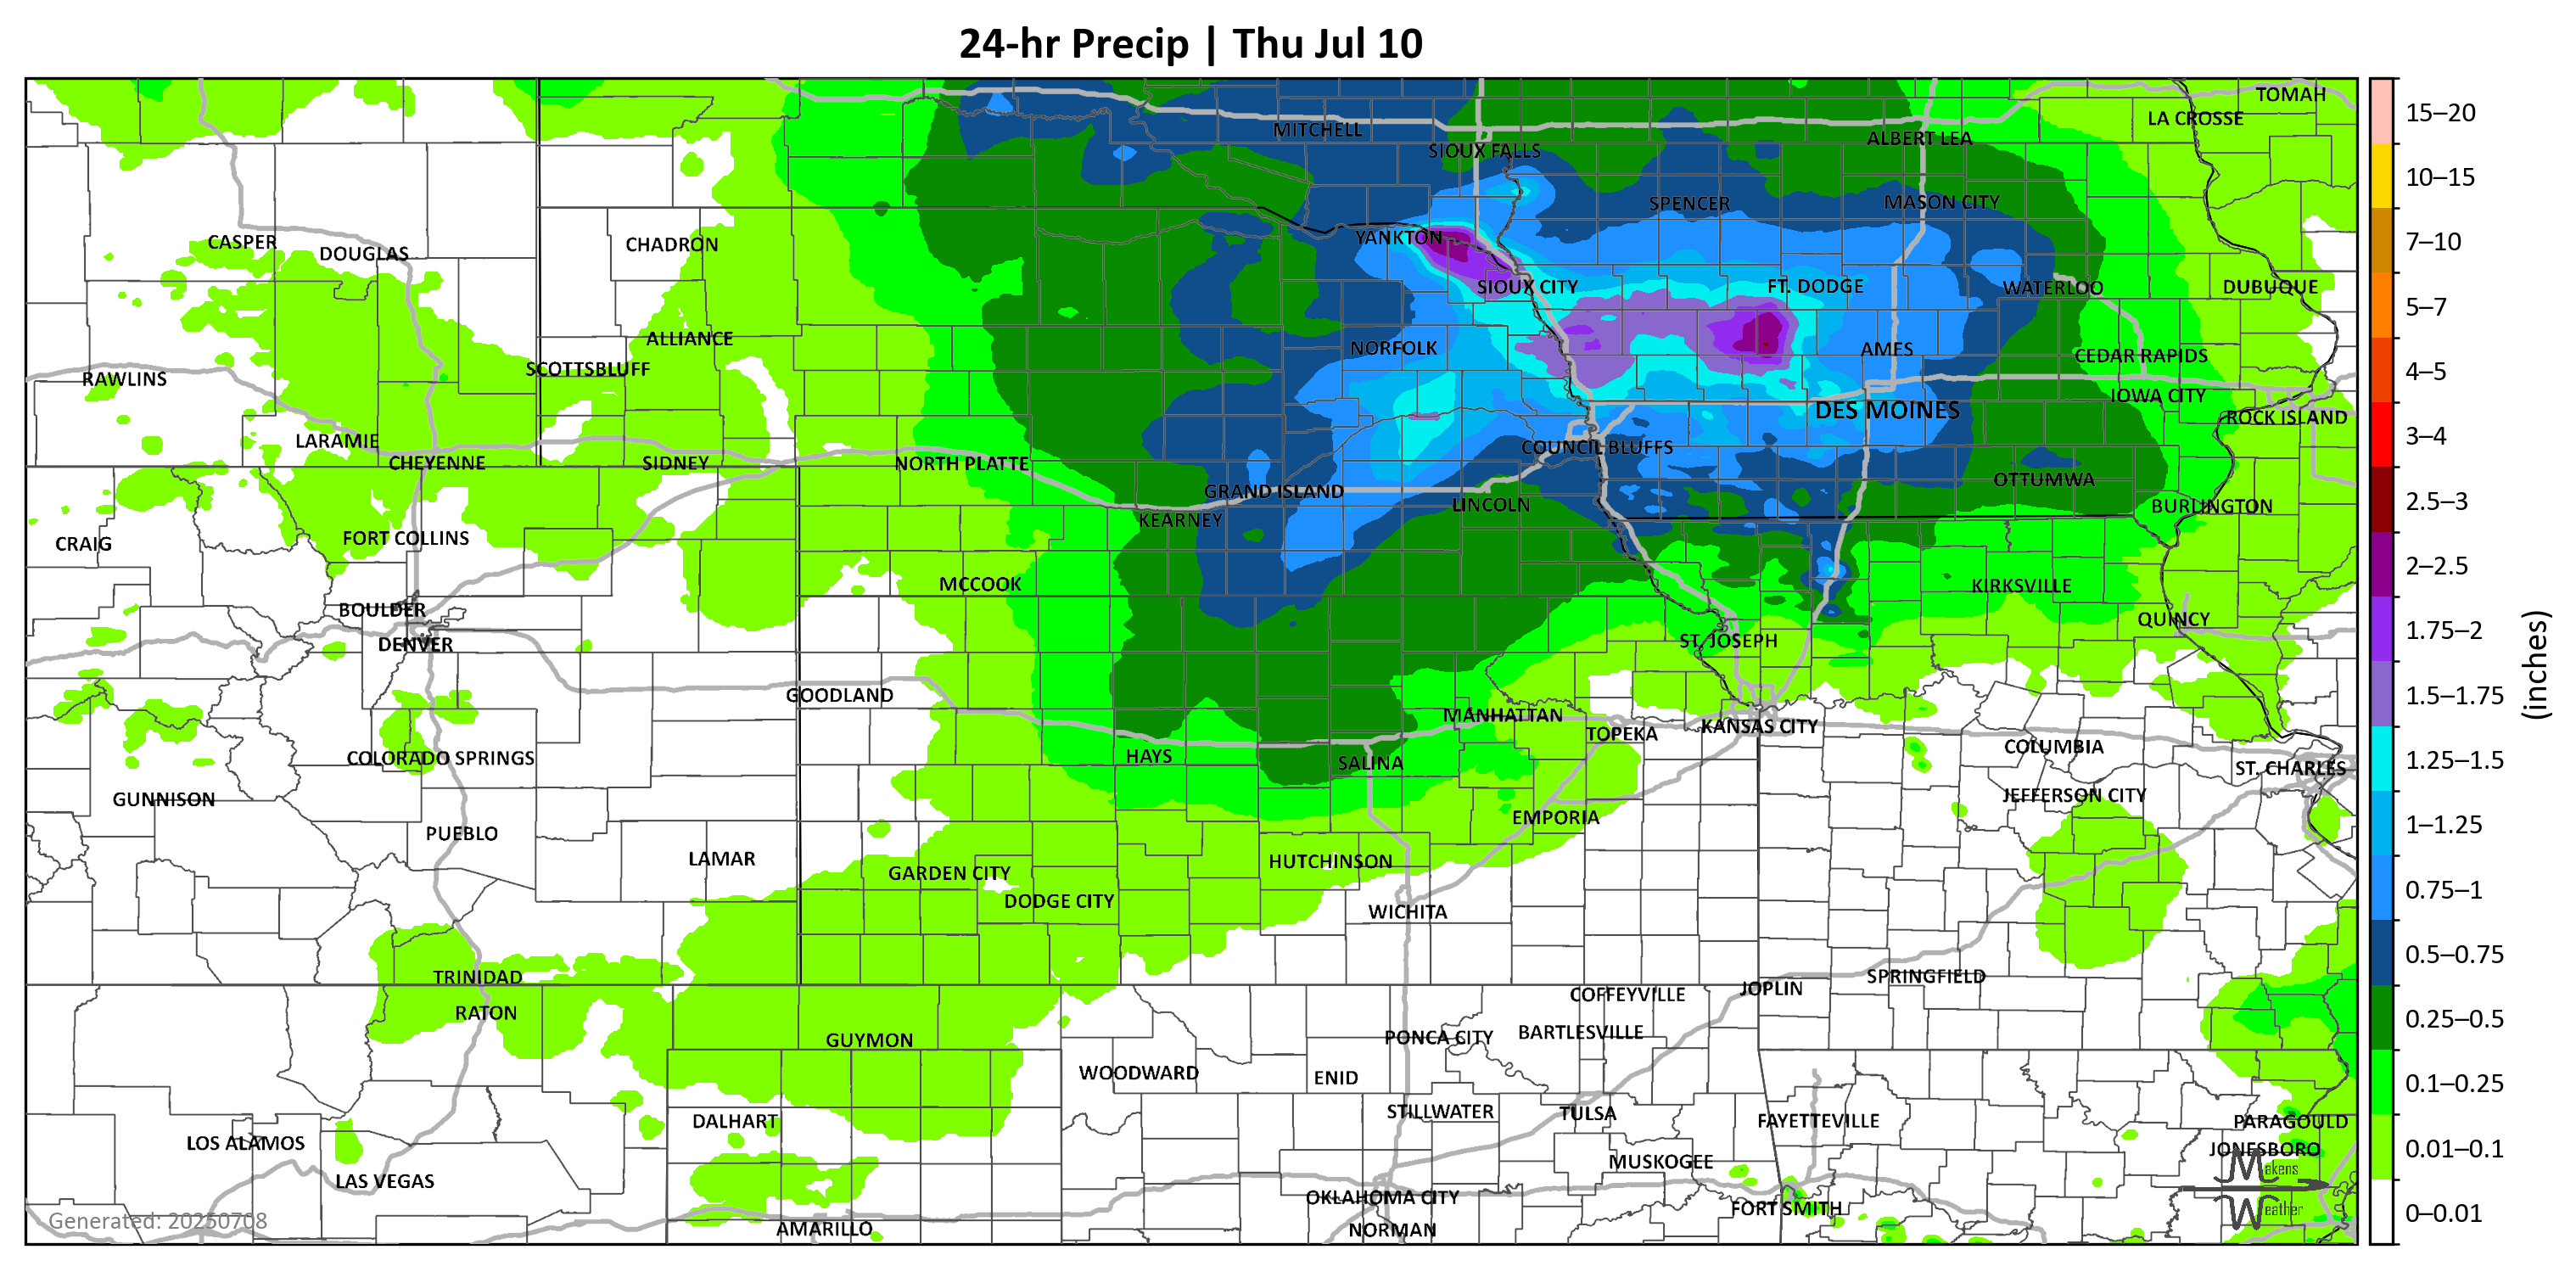 24-hr Precip | Thu Jul 10
TOMAH
LA CROSSE
MITCHELL
ALBERT LEA
SIOUX FALLS
SPENCER
MASON CITY
YANKTON
CASPER
CHADRON
DOUGLAS
SIOUX CITY
FT. DODGE
WATERLOO
DUBUQUE
ALLIANCE
NORFOLK
AMES
CEDAR RAPIDS
SCOTTSBLUFF
RAWLINS
IOWA CITY
DES MOINES
ROCK ISLAND
LARAMIE
COUNCIL BLUFFS
CHEYENNE
SIDNEY
NORTH PLATTE
OTTUMWA
GRAND ISLAND
LINCOLN
BURLINGTON
KEARNEY
FORT COLLINS
CRAIG
MCCOOK
KIRKSVILLE
BOULDER
QUINCY
DENVER
ST. JOSEPH
GOODLAND
MANHATTAN
KANSAS CITY
TOPEKA
COLUMBIA
COLORADO SPRINGS
HAYS
SALINA
ST. CHARLES
GUNNISON
JEFFERSON CITY
EMPORIA
PUEBLO
LAMAR
HUTCHINSON
GARDEN CITY
DODGE CITY
WICHITA
TRINIDAD
SPRINGFIELD
JOPLIN
COFFEYVILLE
RATON
GUYMON
PONCA CITY
BARTLESVILLE
WOODWARD
ENID
STILLWATER
TULSA
DALHART
FAYETTEVILLE
PARAGOULD
LOS ALAMOS
JONESBORO
MUSKOGEE
LAS VEGAS
OKLAHOMA CITY
FORT SMITH
AMARILLO
NORMAN
Generated: 20250708
Makens
Weather
15–20
10–15
7–10
5–7
4–5
3–4
2.5–3
2–2.5
1.75–2
1.5–1.75
1.25–1.5
1–1.25
0.75–1
0.5–0.75
0.25–0.5
0.1–0.25
0.01–0.1
0–0.01
(inches)